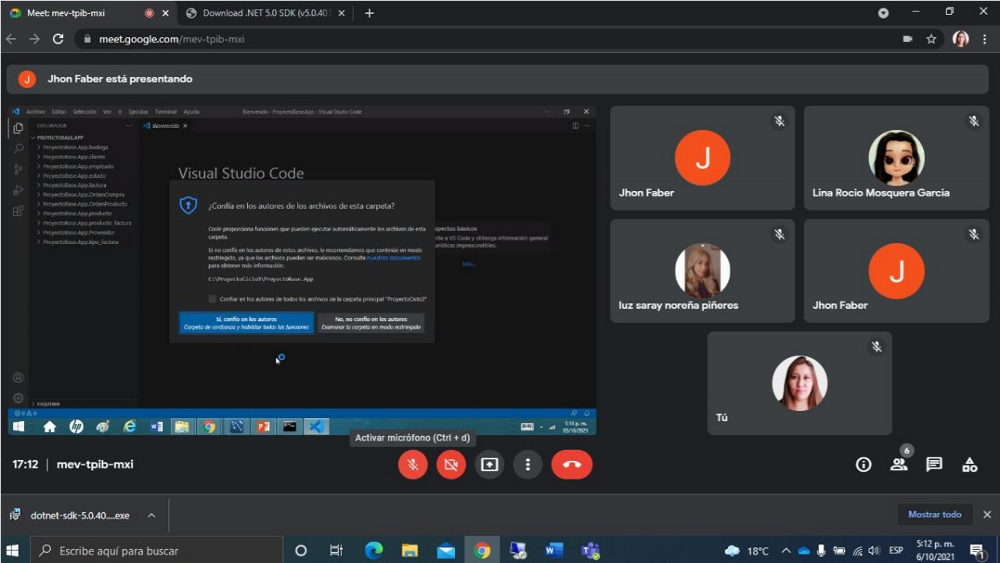 Meet: mev-tpib-mxi
Download .NET 5.0 SDK (v5.0.401
meet.google.com/mev-tpib-mxi
J
Jhon Faber está presentando
Archivo Editar Selección Ver Ir Ejecutar Terminal Ayuda
Bienvenido - ProyectoBase.App - Visual Studio Code
EXPLORADOR
Bienvenido
PROYECTOBASE.APP
ProyectoBase.App.bodega
ProyectoBase.App.cliente
ProyectoBase.App.empleado
ProyectoBase.App.estado
ProyectoBase.App.factura
ProyectoBase.App.OrdenCompra
ProyectoBase.App.OrdenProducto
ProyectoBase.App.producto
ProyectoBase.App.producto_factura
ProyectoBase.App.Proveedor
ProyectoBase.App.tipo_factura
Visual Studio Code
¿Confía en los autores de los archivos de esta carpeta?
Code proporciona funciones que pueden ejecutar automáticamente los archivos de esta
carpeta.
Si no confía en los autores de estos archivos, le recomendamos que continúe en modo
restringido, ya que los archivos pueden ser maliciosos. Consulte nuestros documentos
para obtener más información.
C:\ProyectoCiclo3\ProyectoBase.App
Confiar en los autores de todos los archivos de la carpeta principal "ProyectoCiclo3"
Sí, confío en los autores
Carpeta de confianza y habilitar todas las funciones
No, no confío en los autores
Examinar la carpeta en modo restringido
spectos básicos
nte a VS Code y obtenga información general
erísticas imprescindibles.
Más...
ESQUEMA
0 0
1:14 p. m.
05/10/2021
J
Jhon Faber
Lina Rocio Mosquera Garcia
luz saray noreña piñeres
J
Jhon Faber
Tú
Activar micrófono (Ctrl + d)
17:12 | mev-tpib-mxi
6
dotnet-sdk-5.0.40....exe
Mostrar todo
Escribe aquí para buscar
18°C
ESP
5:12 p. m.
6/10/2021
1